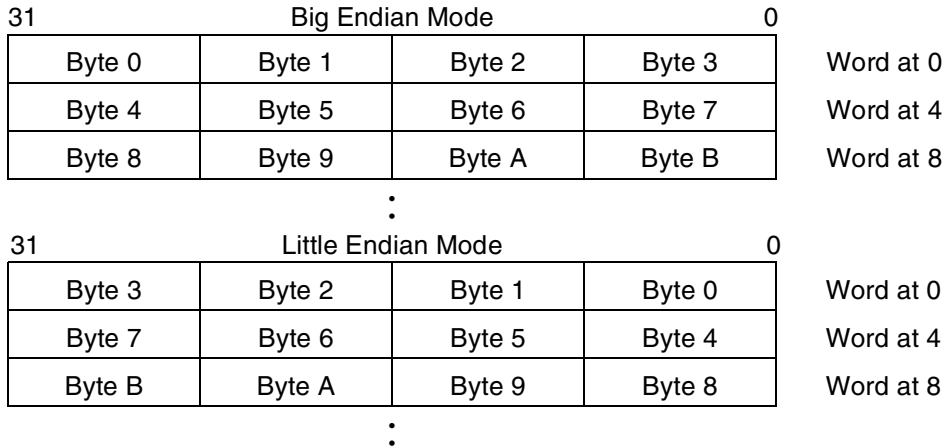 31 Big Endian Mode 0
Byte 0 Byte 1 Byte 2 Byte 3 Word at 0
Byte 4 Byte 5 Byte 6 Byte 7 Word at 4
Byte 8 Byte 9 Byte A Byte B Word at 8
:
31 Little Endian Mode 0
Byte 3 Byte 2 Byte 1 Byte 0 Word at 0
Byte 7 Byte 6 Byte 5 Byte 4 Word at 4
Byte B Byte A Byte 9 Byte 8 Word at 8
: